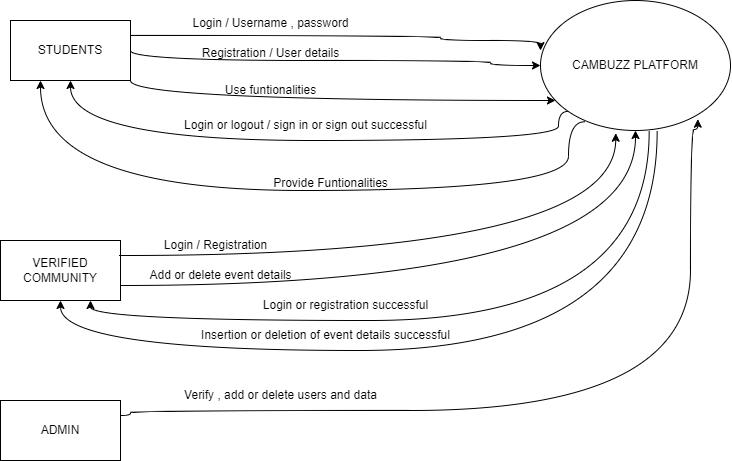 Login / Username , password
STUDENTS
Registration / User details
CAMBUZZ PLATFORM
Use funtionalities
Login or logout / sign in or sign out successful
Provide Funtionalities
Login / Registration
VERIFIED
COMMUNITY
Add or delete event details
Login or registration successful
Insertion or deletion of event details successful
Verify , add or delete users and data
ADMIN